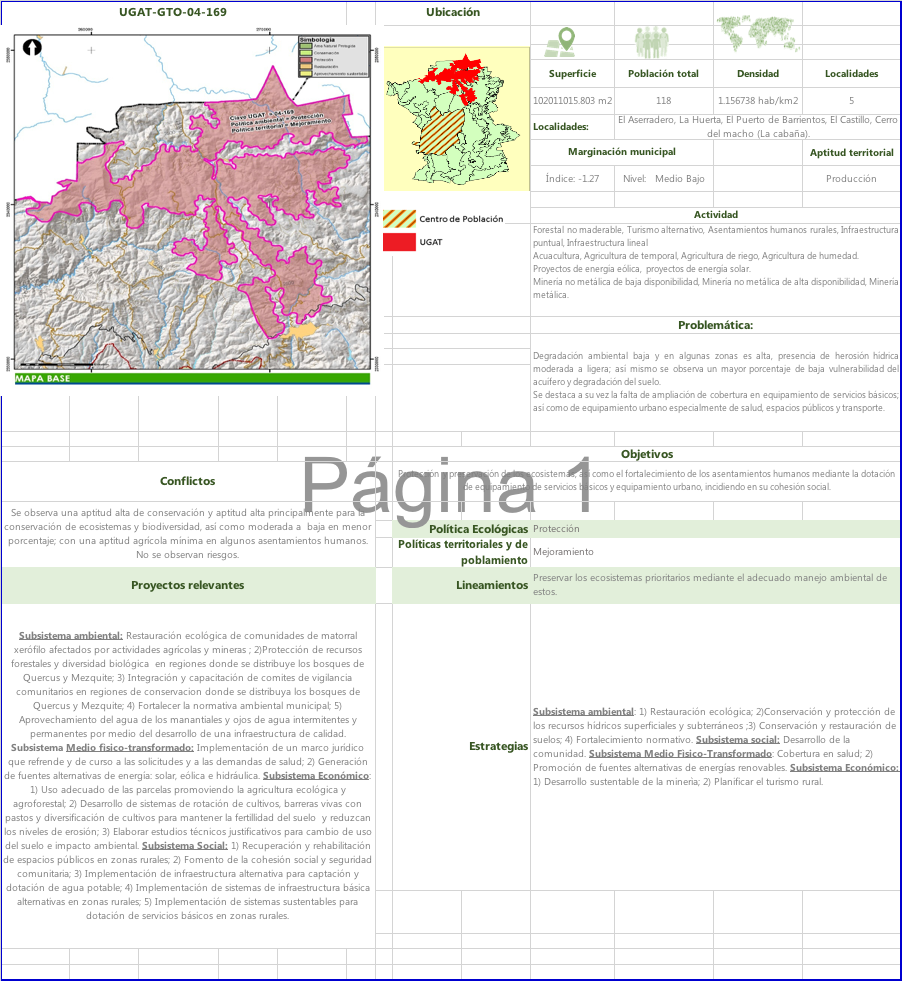 UGAT-GTO-04-169
Ubicación
Simbología
Área Natural Protegida
Conservación
Protección
Restauración
Aprovechamiento sustentable
Clave UGAT = 04-169
Política ambiental = Protección
Política territorial = Mejoramiento
MAPA BASE
Centro de Población
UGAT
Superficie
Población total
Densidad
Localidades
102011015.803 m2
118
1.156738 hab/km2
5
Localidades:
El Aserradero, La Huerta, El Puerto de Barrientos, El Castillo, Cerro
del macho (La cabaña).
Marginación municipal
Aptitud territorial
Índice: -1.27
Nivel: Medio Bajo
Producción
Actividad
Forestal no maderable, Turismo alternativo, Asentamientos humanos rurales, Infraestructura
puntual, Infraestructura lineal
Acuacultura, Agricultura de temporal, Agricultura de riego, Agricultura de humedad.
Proyectos de energía eólica, proyectos de energía solar.
Minería no metálica de baja disponibilidad, Minería no metálica de alta disponibilidad, Minería
metálica.
Problemática:
Degradación ambiental baja y en algunas zonas es alta, presencia de herosión hídrica
moderada a ligera; asi mismo se observa un mayor porcentaje de baja vulnerabilidad del
acuífero y degradación del suelo.
Se destaca a su vez la falta de ampliación de cobertura en equipamiento de servicios básicos;
así como de equipamiento urbano especialmente de salud, espacios públicos y transporte.
Objetivos
Protección y preservación de los ecosistemas, así como el fortalecimiento de los asentamientos humanos mediante la dotación
de equipamiento de servicios básicos y equipamiento urbano, incidiendo en su cohesión social.
Página 1
Conflictos
Se observa una aptitud alta de conservación y aptitud alta principalmente para la
conservación de ecosistemas y biodiversidad, asi como moderada a baja en menor
porcentaje; con una aptitud agrícola mínima en algunos asentamientos humanos.
No se observan riesgos.
Política Ecológicas
Protección
Políticas territoriales y de
poblamiento
Mejoramiento
Proyectos relevantes
Lineamientos
Preservar los ecosistemas prioritarios mediante el adecuado manejo ambiental de
estos.
Subsistema ambiental: Restauración ecológica de comunidades de matorral
xerófilo afectados por actividades agrícolas y mineras ; 2)Protección de recursos
forestales y diversidad biológica en regiones donde se distribuye los bosques de
Quercus y Mezquite; 3) Integración y capacitación de comites de vigilancia
comunitarios en regiones de conservacion donde se distribuya los bosques de
Quercus y Mezquite; 4) Fortalecer la normativa ambiental municipal; 5)
Aprovechamiento del agua de los manantiales y ojos de agua intermitentes y
permanentes por medio del desarrollo de una infraestructura de calidad.
Subsistema Medio fisico-transformado: Implementación de un marco jurídico
que refrende y de curso a las solicitudes y a las demandas de salud; 2) Generación
de fuentes alternativas de energía: solar, eólica e hidráulica. Subsistema Económico:
1) Uso adecuado de las parcelas promoviendo la agricultura ecológica y
agroforestal; 2) Desarrollo de sistemas de rotación de cultivos, barreras vivas con
pastos y diversificación de cultivos para mantener la fertillidad del suelo y reduzcan
los niveles de erosión; 3) Elaborar estudios técnicos justificativos para cambio de uso
del suelo e impacto ambiental. Subsistema Social: 1) Recuperación y rehabilitación
de espacios públicos en zonas rurales; 2) Fomento de la cohesión social y seguridad
comunitaria; 3) Implementación de infraestructura alternativa para captación y
dotación de agua potable; 4) Implementación de sistemas de infraestructura básica
alternativas en zonas rurales; 5) Implementación de sistemas sustentables para
dotación de servicios básicos en zonas rurales.
Estrategias
Subsistema ambiental: 1) Restauración ecológica; 2)Conservación y protección de
los recursos hídricos superficiales y subterráneos ;3) Conservación y restauración de
suelos; 4) Fortalecimiento normativo. Subsistema social: Desarrollo de la
comunidad. Subsistema Medio Fisico-Transformado: Cobertura en salud; 2)
Promoción de fuentes alternativas de energías renovables. Subsistema Económico:
1) Desarrollo sustentable de la minería; 2) Planificar el turismo rural.